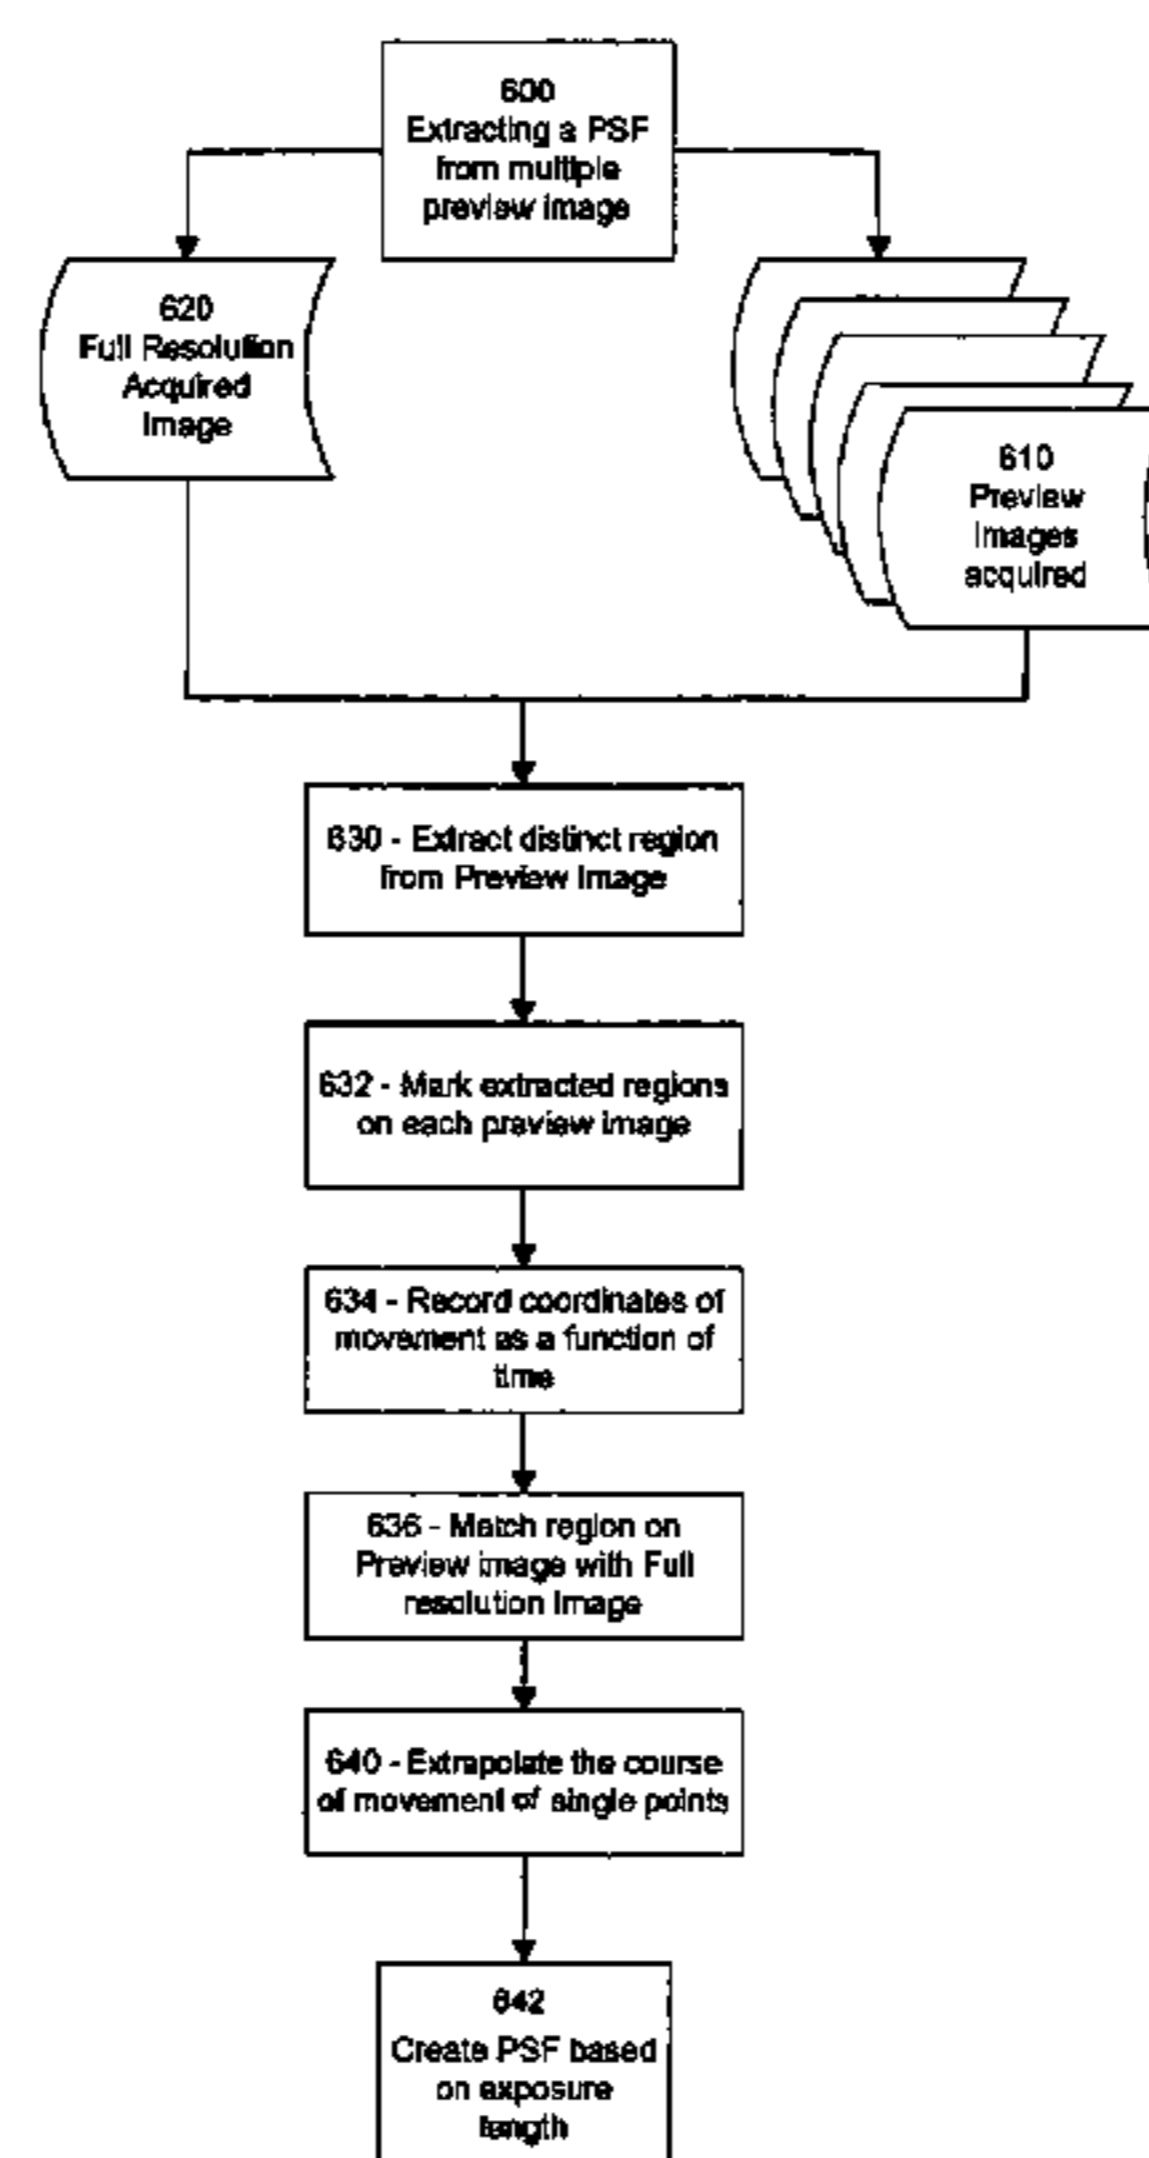 600
Extracting a PSF
from multiple
preview image
620
Full Resolution
Acquired
Image
610
Preview
Images
acquired
630 - Extract distinct region
from Preview Image
632 - Mark extracted regions
on each preview image
634 - Record coordinates of
movement as a function of
time
636 - Match region on
Preview image with Full
resolution Image
640 - Extrapolate the course
of movement of single points
642
Create PSF based
on exposure
length